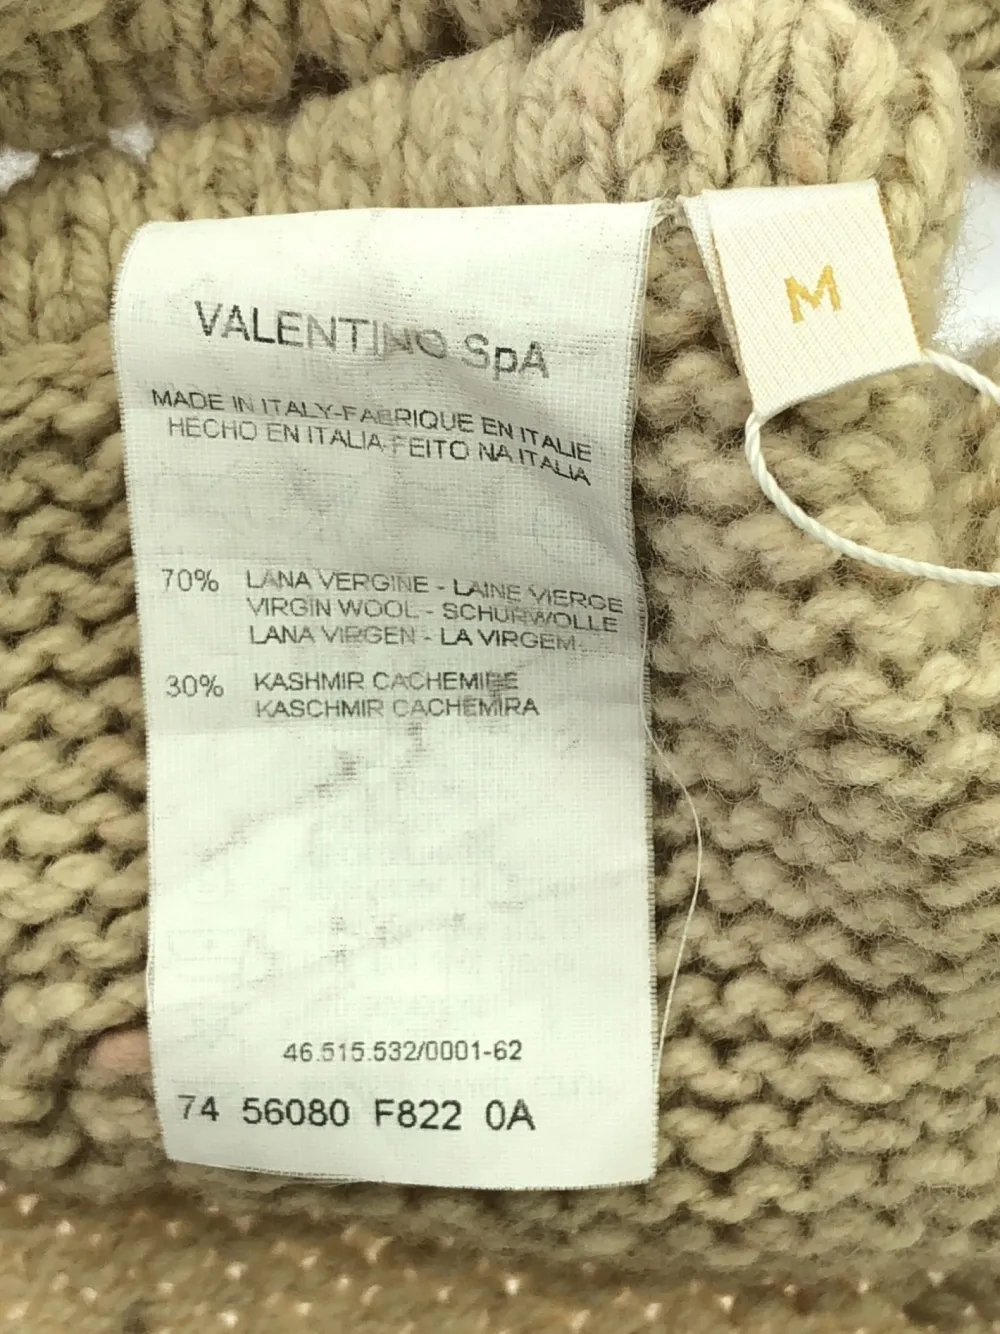 VALENTINO SpA
M
MADE IN ITALY-FABRIQUE EN ITALIE
HECHO EN ITALIA-FEITO NA ITALIA
70% LANA VERGINE - LAINE VIERGE
VIRGIN WOOL - SCHURWOLLE
LANA VIRGEN - LA VIRGEM
30% KASHMIR CACHEMIRE
KASCHMIR CACHEMIRA
46.515.532/0001-62
74 56080 F822 0A